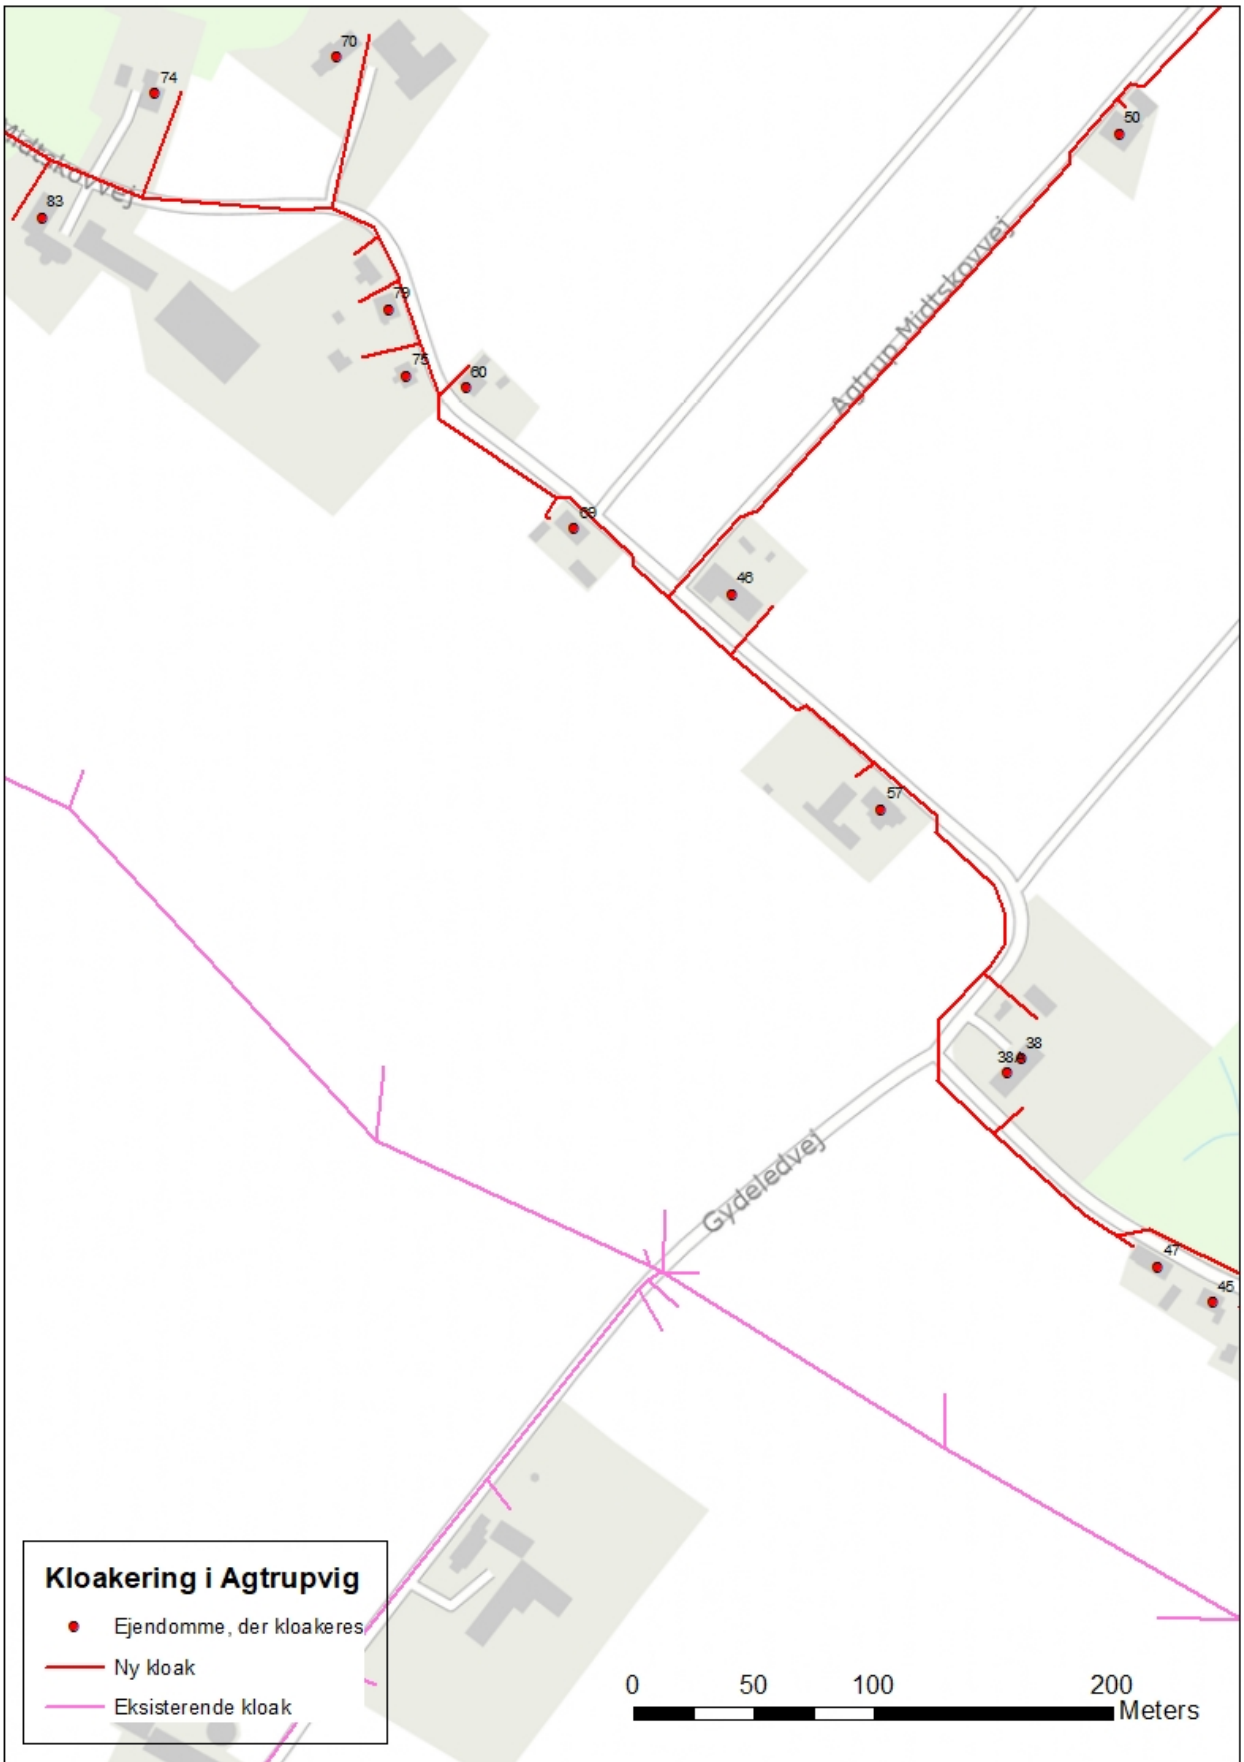 70
74
50
Midtskovvej
83
Agtrup Midtskovvej
79
75
60
69
46
57
38
38A
Gydeledvej
47
45
Kloakering i Agtrupvig
Ejendomme, der kloakeres
Ny kloak
Eksisterende kloak
0 50 100 200
Meters